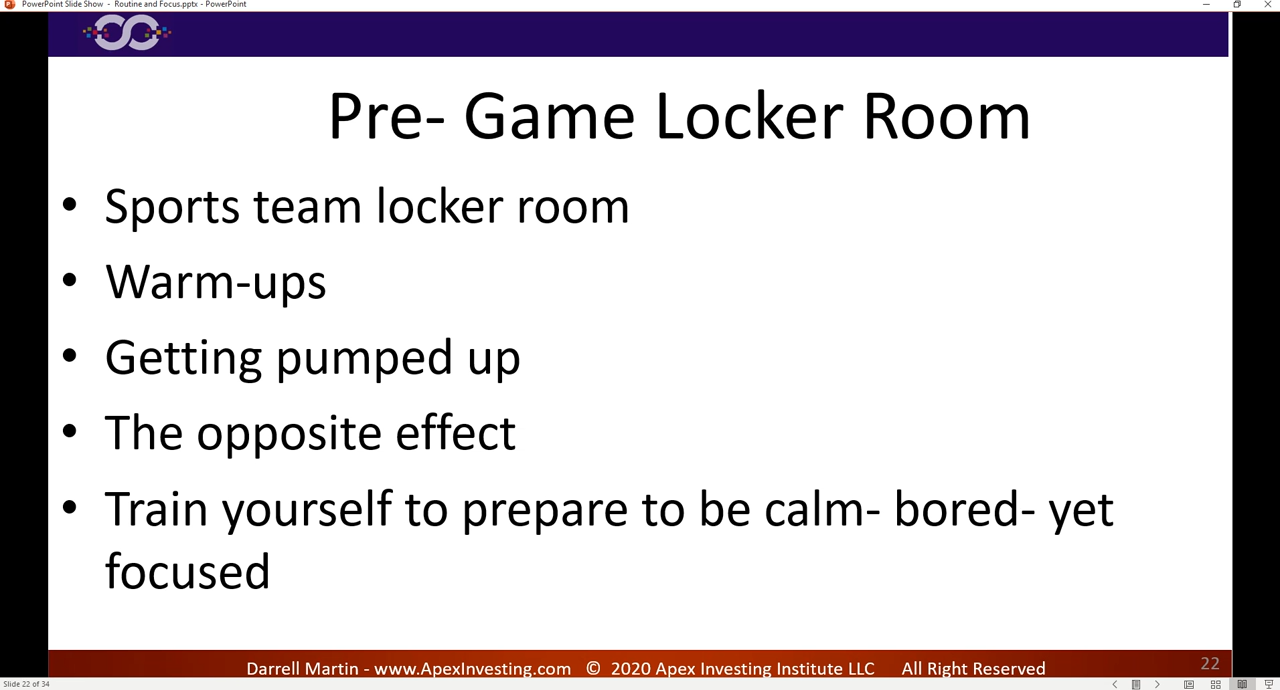 PowerPoint Slide Show - Routine and Focus.pptx - PowerPoint
Pre- Game Locker Room
• Sports team locker room
• Warm-ups
• Getting pumped up
• The opposite effect
• Train yourself to prepare to be calm- bored- yet
focused
Darrell Martin - www.ApexInvesting.com © 2020 Apex Investing Institute LLC All Right Reserved
22
Slide 22 of 34